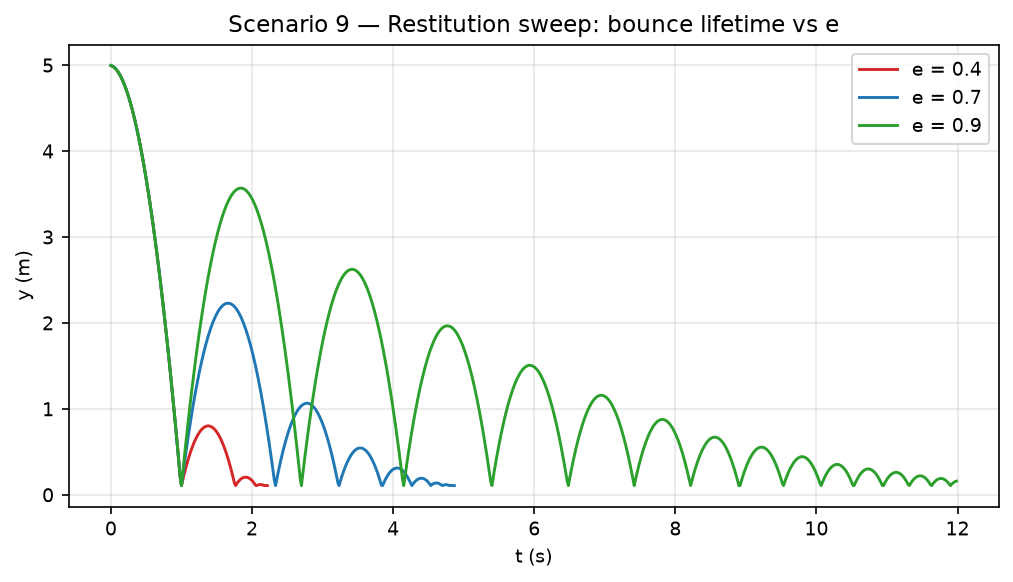 Scenario 9 — Restitution sweep: bounce lifetime vs e
e = 0.4
e = 0.7
e = 0.9
y (m)
5
4
3
2
1
0
0 2 4 6 8 10 12
t (s)